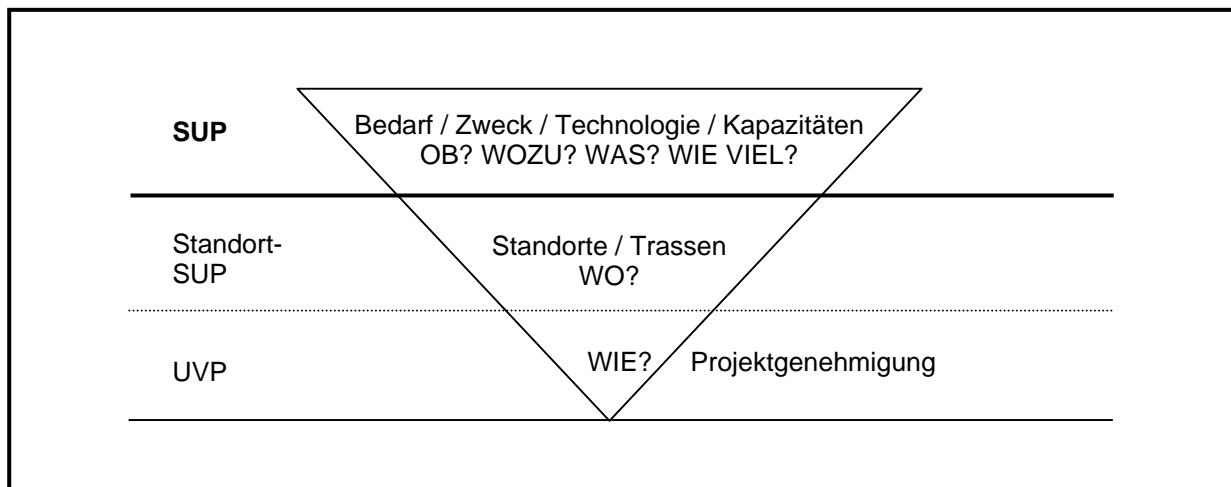 SUP
Bedarf / Zweck / Technologie / Kapazitäten
OB? WOZU? WAS? WIE VIEL?
Standort-
SUP
Standorte / Trassen
WO?
UVP
WIE? Projektgenehmigung